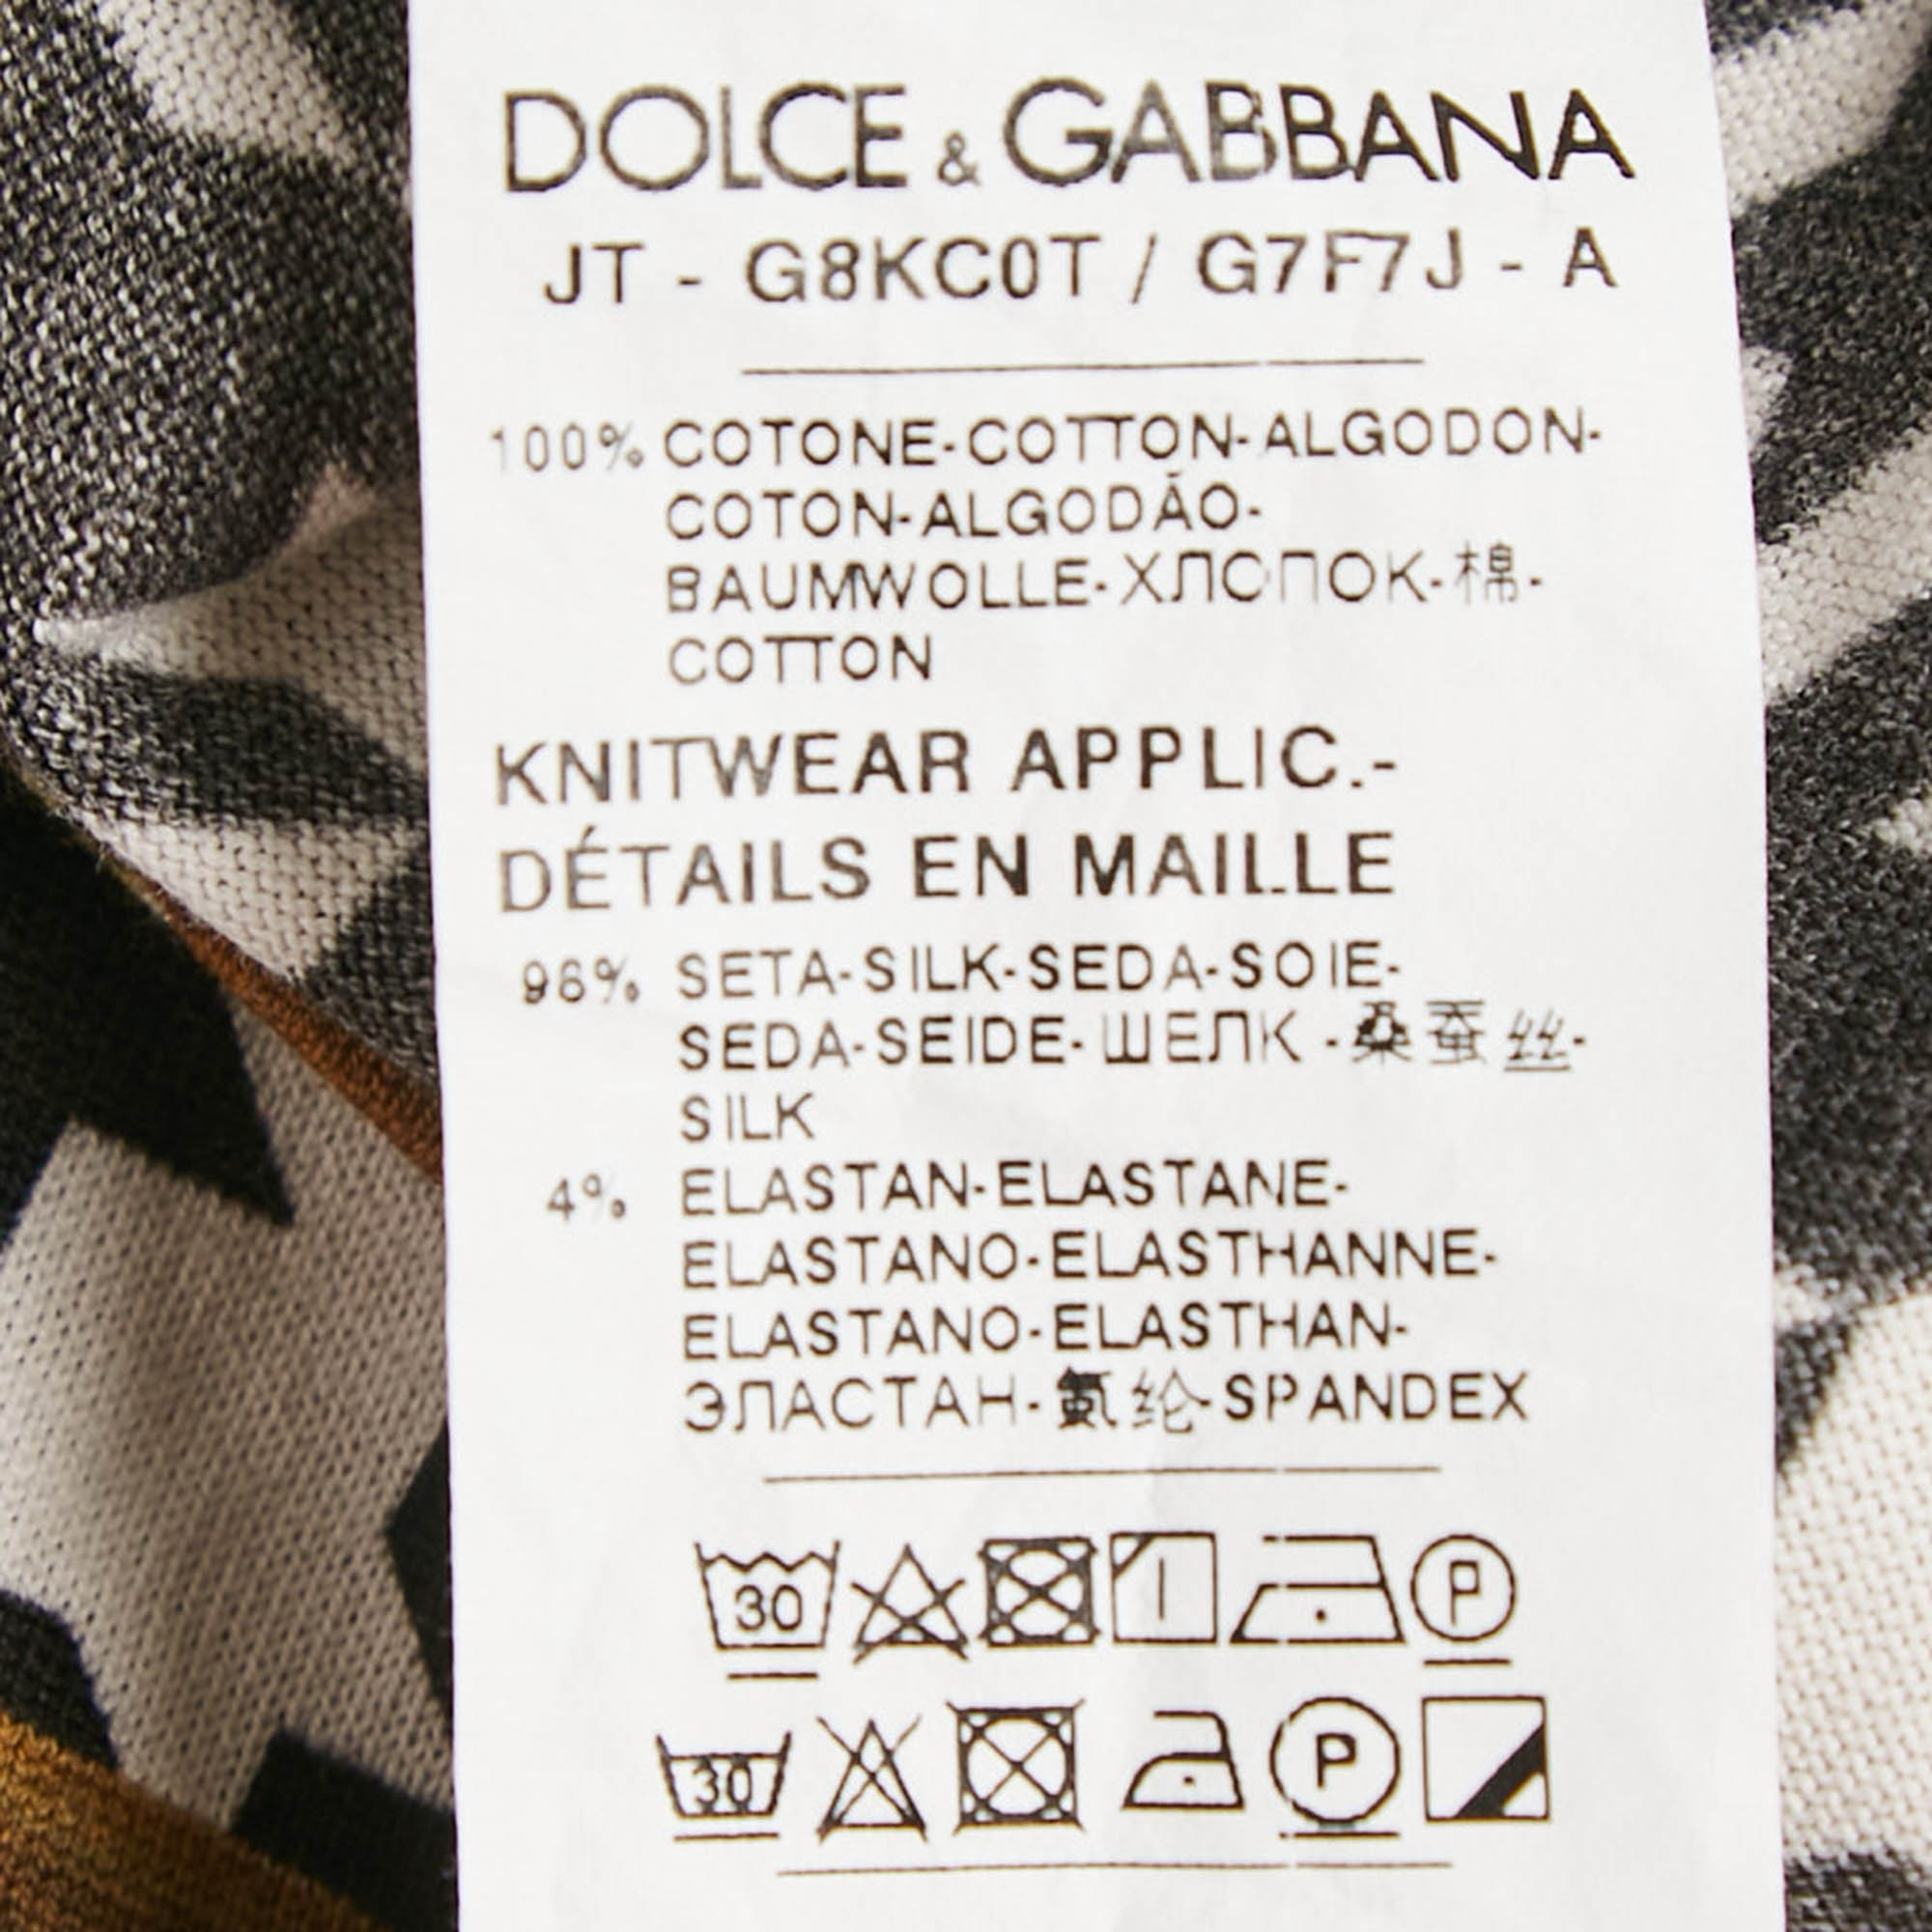 DOLCE & GABBANA
JT - G8KC0T / G7F7J - A
100% COTONE-COTTON-ALGODON-
COTON-ALGODÃO-
BAUMWOLLE-ХЛОПОК-棉-
COTTON
KNITWEAR APPLIC.-
DÉTAILS EN MAILLE
96% SETA-SILK-SEDA-SOIE-
SEDA-SEIDE-ШЕЛК-桑蚕丝-
SILK
4% ELASTAN-ELASTANE-
ELASTANO-ELASTHANNE-
ELASTANO-ELASTHAN-
ЭЛАСТАН-氨纶-SPANDEX
30 P
30 P